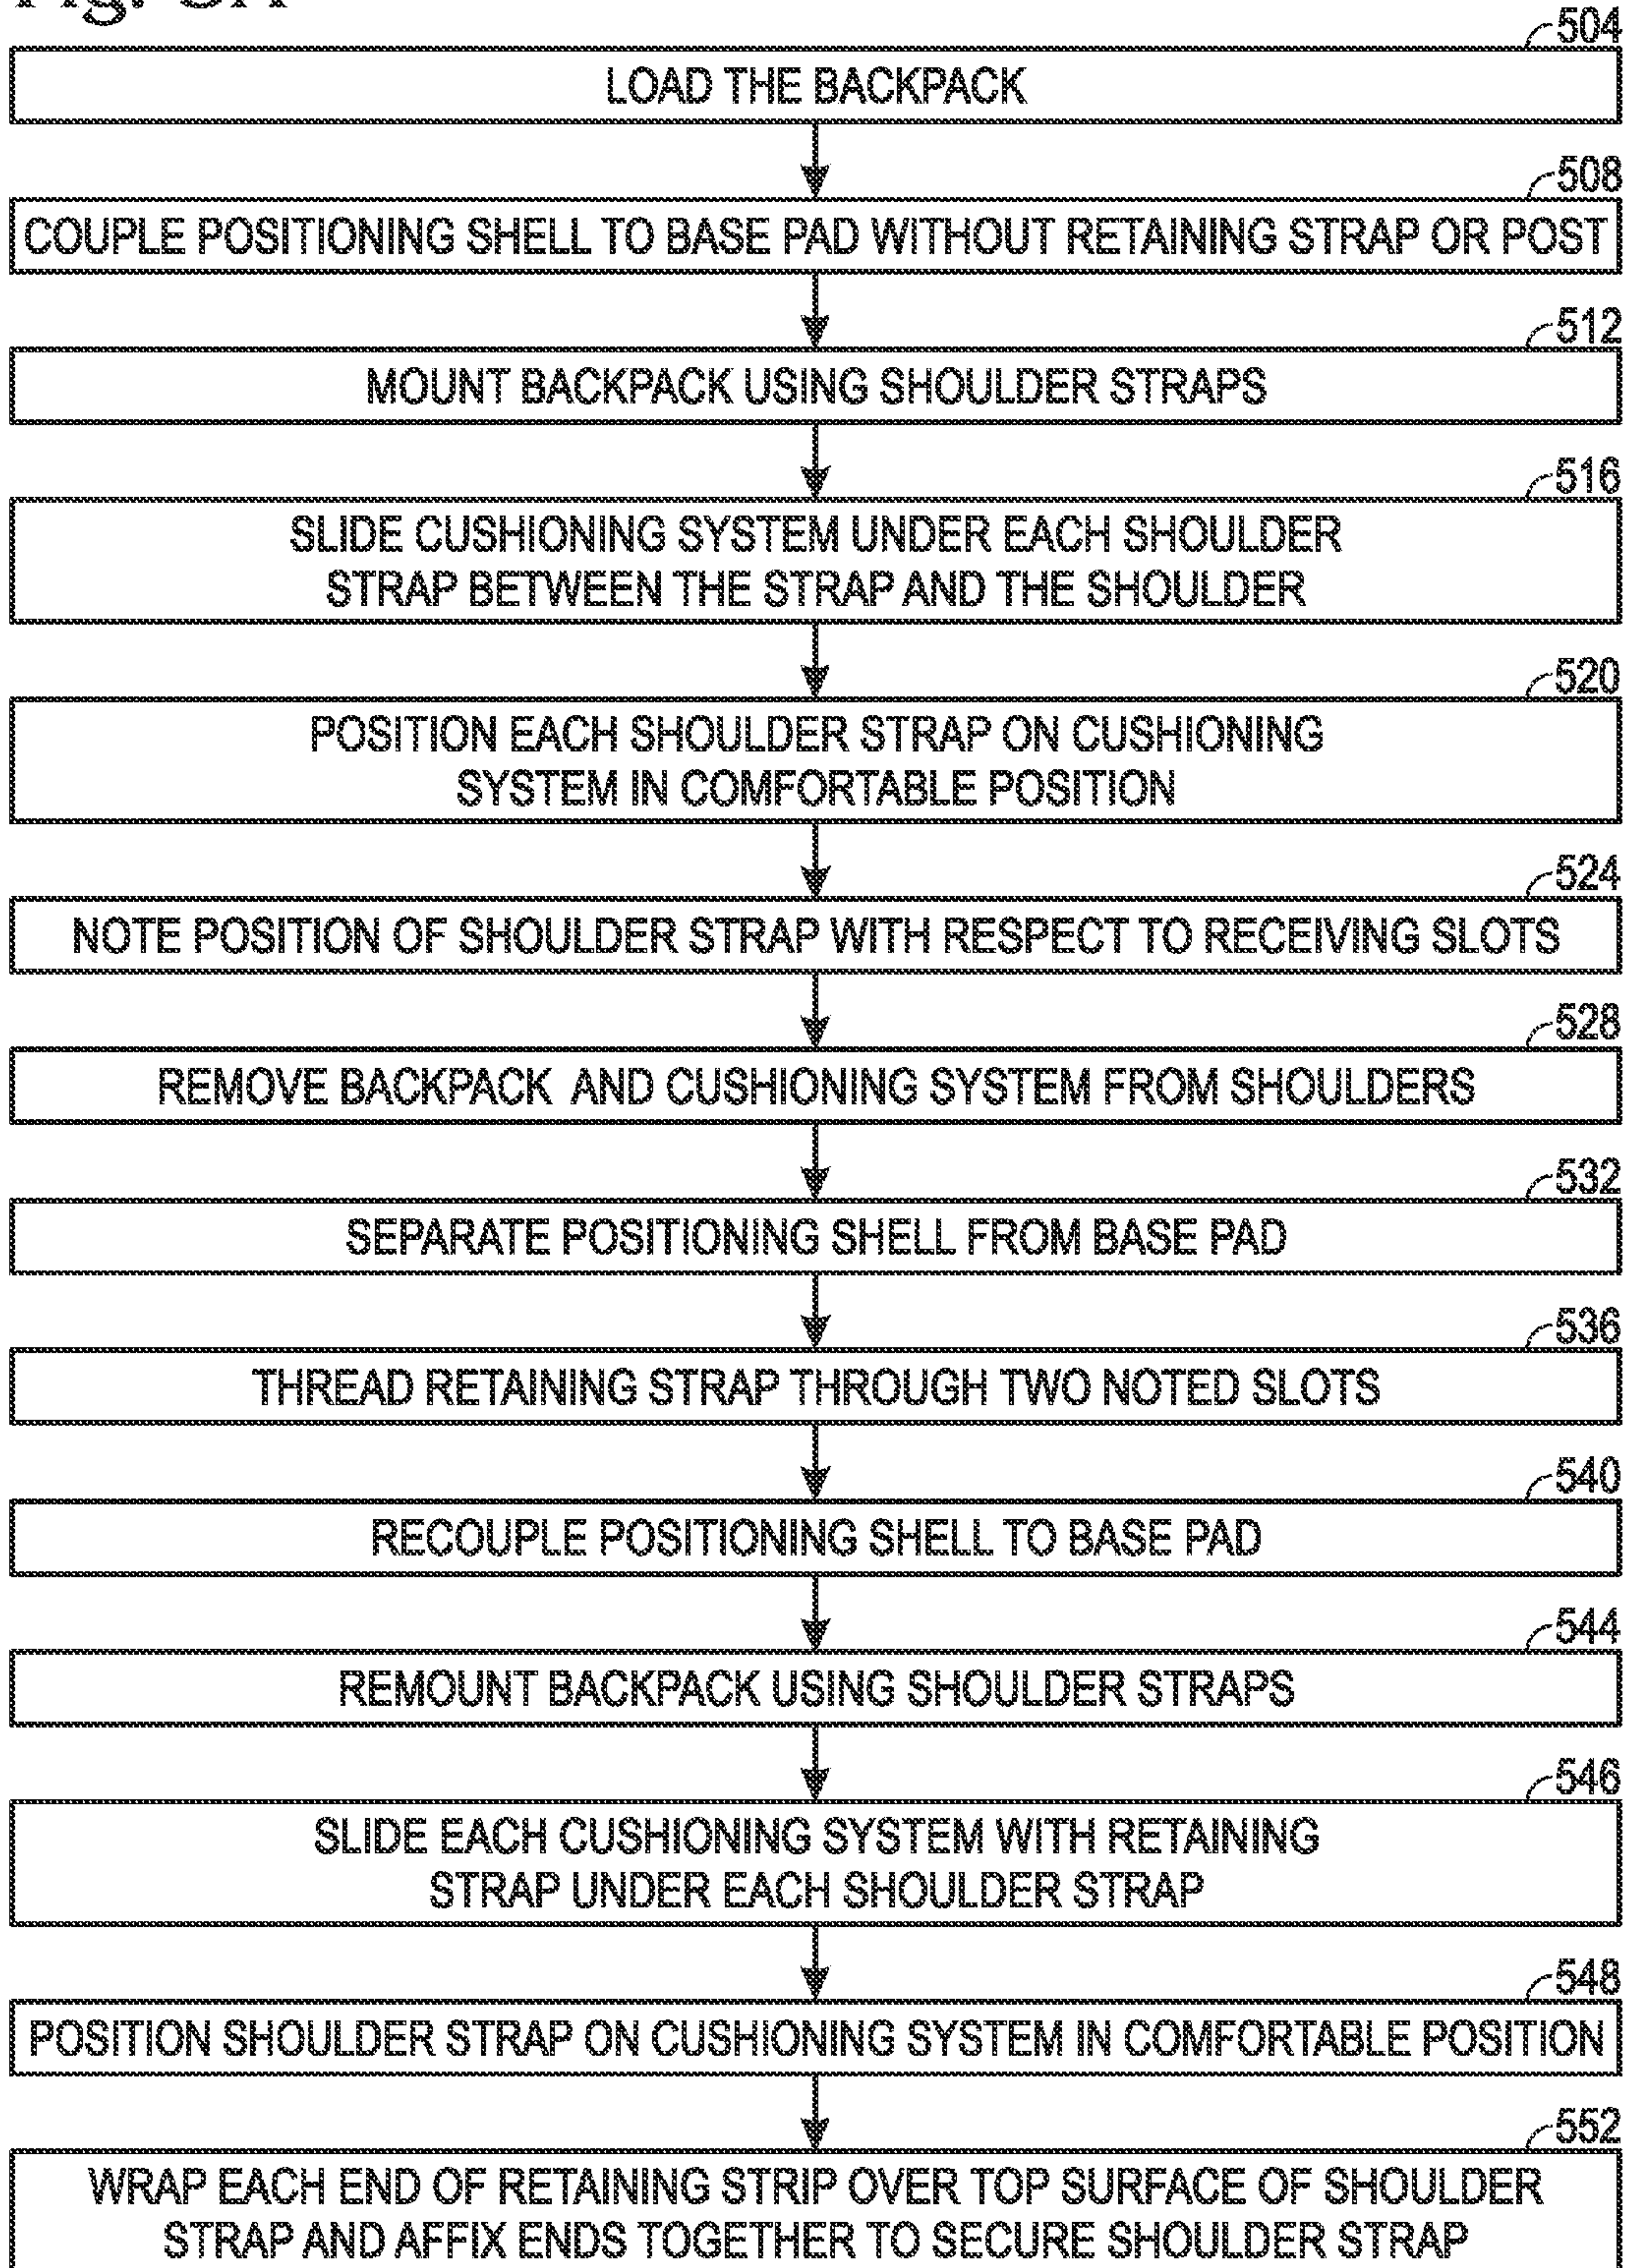 504
LOAD THE BACKPACK
508
COUPLE POSITIONING SHELL TO BASE PAD WITHOUT RETAINING STRAP OR POST
512
MOUNT BACKPACK USING SHOULDER STRAPS
516
SLIDE CUSHIONING SYSTEM UNDER EACH SHOULDER
STRAP BETWEEN THE STRAP AND THE SHOULDER
520
POSITION EACH SHOULDER STRAP ON CUSHIONING
SYSTEM IN COMFORTABLE POSITION
524
NOTE POSITION OF SHOULDER STRAP WITH RESPECT TO RECEIVING SLOTS
528
REMOVE BACKPACK AND CUSHIONING SYSTEM FROM SHOULDERS
532
SEPARATE POSITIONING SHELL FROM BASE PAD
536
THREAD RETAINING STRAP THROUGH TWO NOTED SLOTS
540
RECOUPLE POSITIONING SHELL TO BASE PAD
544
REMOUNT BACKPACK USING SHOULDER STRAPS
546
SLIDE EACH CUSHIONING SYSTEM WITH RETAINING
STRAP UNDER EACH SHOULDER STRAP
548
POSITION SHOULDER STRAP ON CUSHIONING SYSTEM IN COMFORTABLE POSITION
552
WRAP EACH END OF RETAINING STRIP OVER TOP SURFACE OF SHOULDER
STRAP AND AFFIX ENDS TOGETHER TO SECURE SHOULDER STRAP